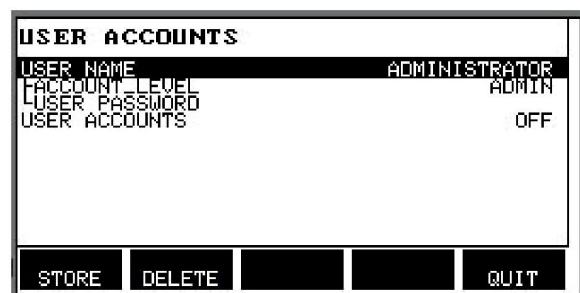 USER ACCOUNTS
USER NAME ADMINISTRATOR
ACCOUNT LEVEL ADMIN
USER PASSWORD
USER ACCOUNTS OFF
STORE DELETE QUIT